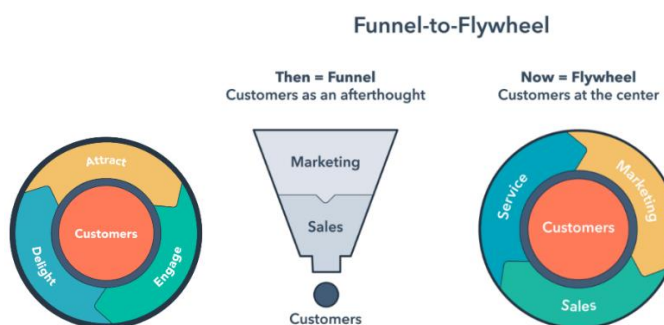 Funnel-to-Flywheel
Then = Funnel
Customers as an afterthought
Now = Flywheel
Customers at the center
Attract
Customers
Delight
Engage
Marketing
Sales
Customers
Service
Marketing
Customers
Sales